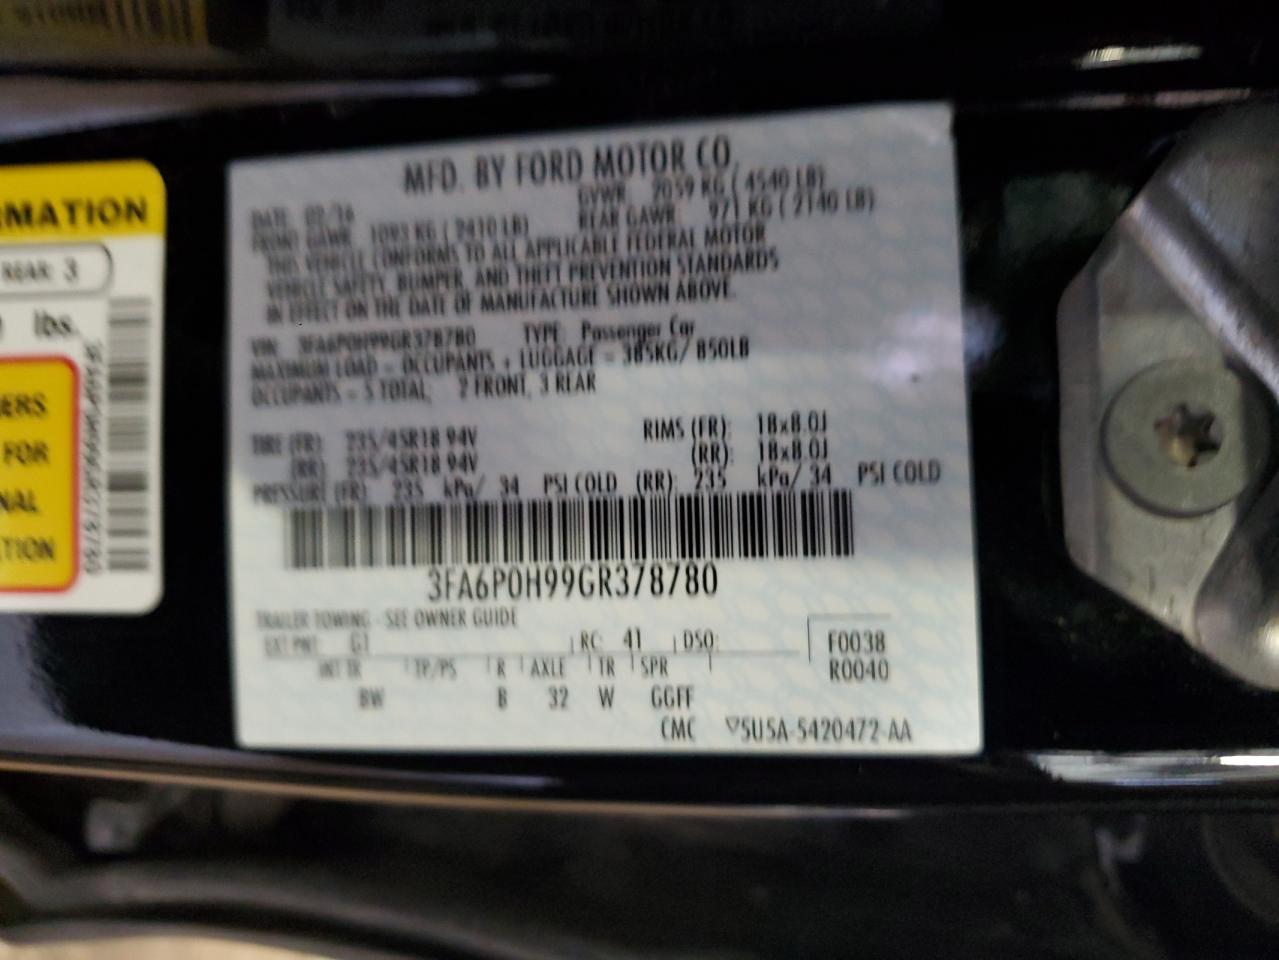 MFD. BY FORD MOTOR CO.
GVWR: 2059 KG ( 4540 LB)
DATE: 02/16
REAR GAWR: 971 KG ( 2140 LB)
FRONT GAWR: 1093 KG ( 2410 LB)
THIS VEHICLE CONFORMS TO ALL APPLICABLE FEDERAL MOTOR
VEHICLE SAFETY, BUMPER, AND THEFT PREVENTION STANDARDS
IN EFFECT ON THE DATE OF MANUFACTURE SHOWN ABOVE.
VIN: 3FA6P0H99GR378780 TYPE: Passenger Car
MAXIMUM LOAD - OCCUPANTS + LUGGAGE - 385KG/ 850LB
OCCUPANTS - 5 TOTAL, 2 FRONT, 3 REAR
TIRE (FR): 235/45R18 94V RIMS (FR): 18x8.0J
(RR): 235/45R18 94V (RR): 18x8.0J
PRESSURE (FR): 235 kPa/ 34 PSI COLD (RR): 235 kPa/ 34 PSI COLD
3FA6P0H99GR378780
TRAILER TOWING - SEE OWNER GUIDE
EXT PNT: G1 RC: 41 DSO: F0038
INT TR TP/PS R AXLE TR SPR R0040
BW B 32 W GGFF
CMC 5U5A-5420472-AA
RMATION
REAR: 3
lbs.
GERS
FOR
NAL
TION